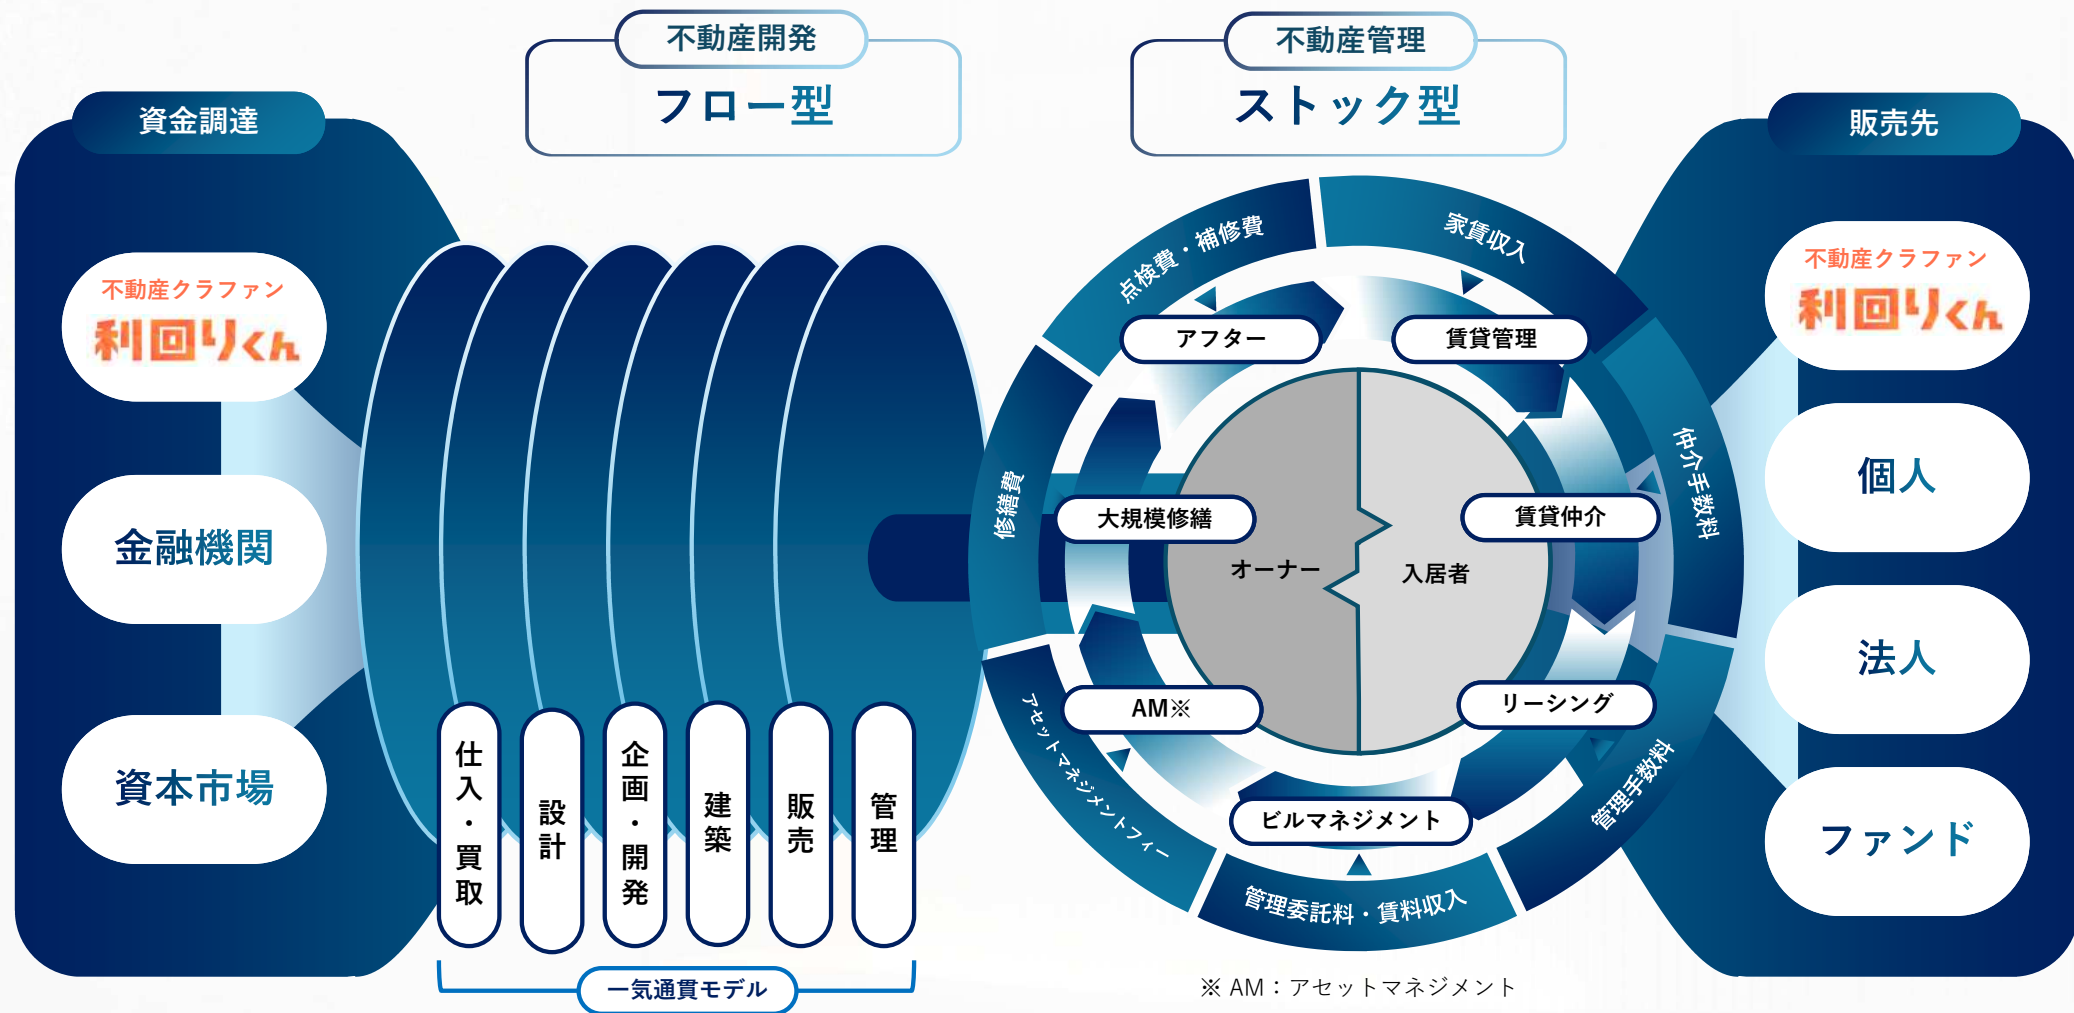 不動産開発
フロー型
不動産管理
ストック型
資金調達
不動産クラファン
利回りくん
金融機関
資本市場
仕入・買取
設計
企画・開発
建築
販売
管理
一気通貫モデル
点検費・補修費
家賃収入
仲介手数料
管理手数料
管理委託料・賃料収入
アセットマネジメントフィー
修繕費
アフター
賃貸管理
賃貸仲介
リーシング
ビルマネジメント
AM※
大規模修繕
オーナー
入居者
※ AM：アセットマネジメント
販売先
不動産クラファン
利回りくん
個人
法人
ファンド